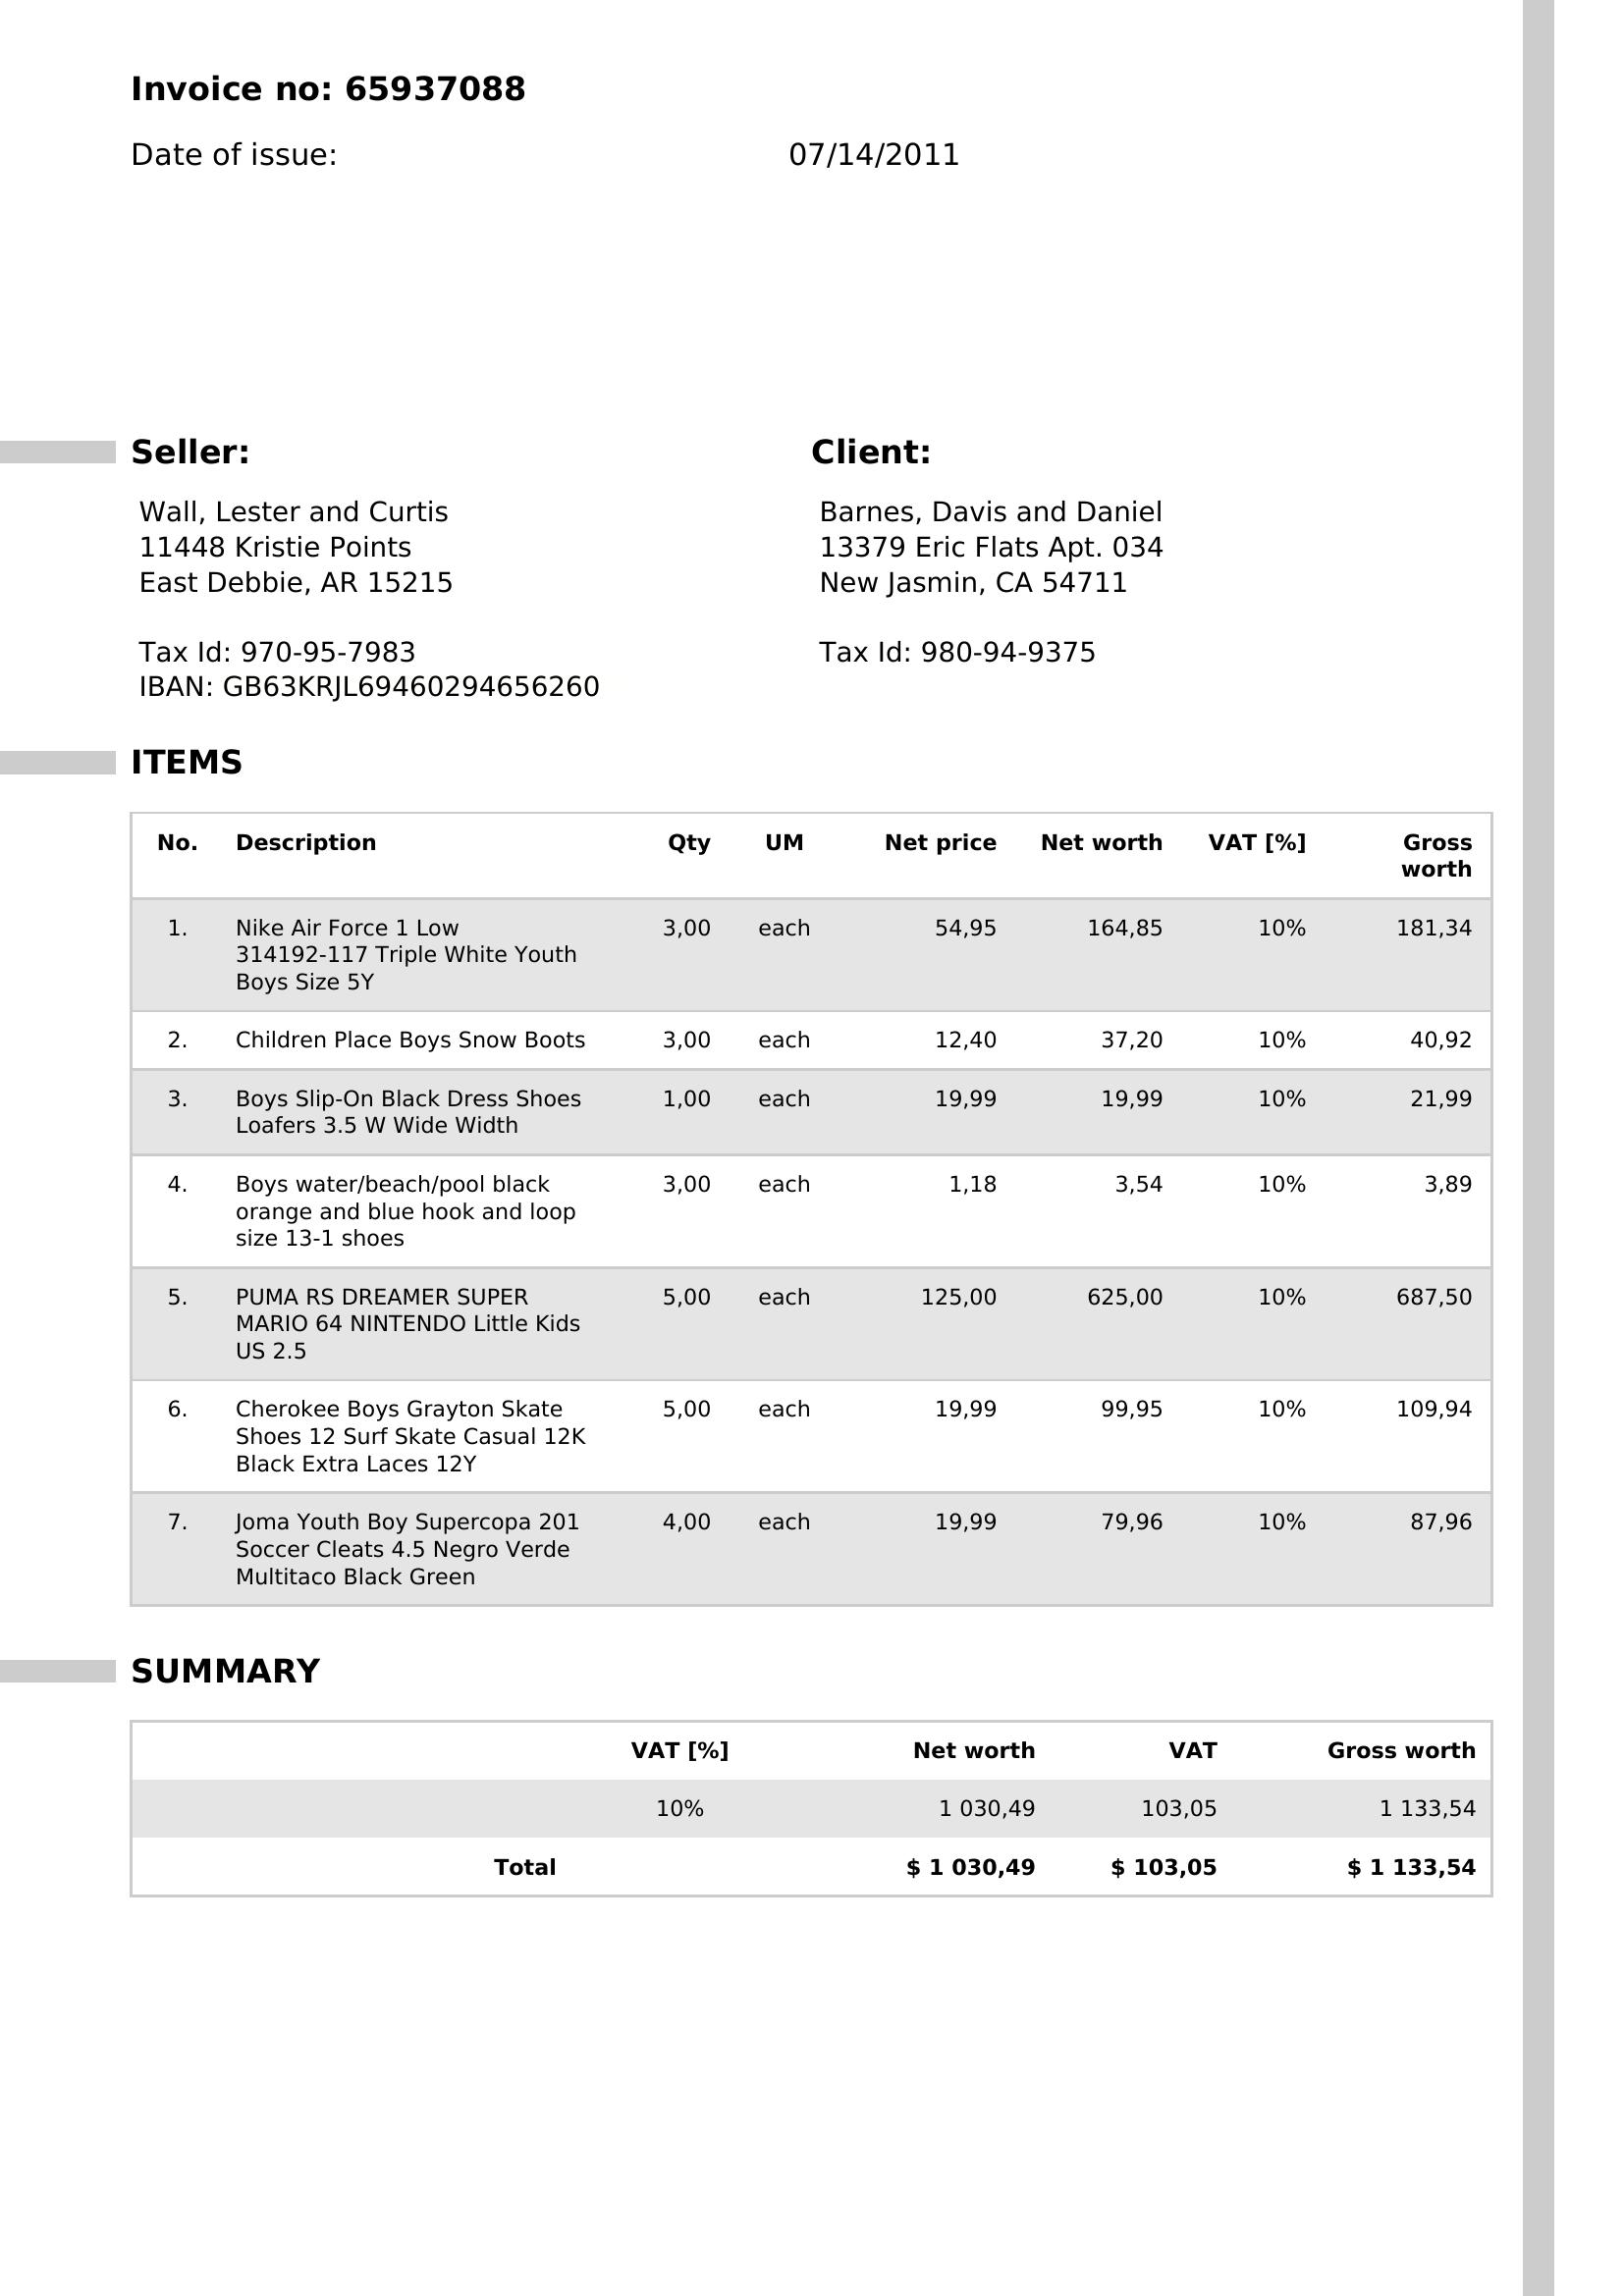 Invoice no: 65937088
Date of issue: 07/14/2011
Seller:
Wall, Lester and Curtis
11448 Kristie Points
East Debbie, AR 15215
Tax Id: 970-95-7983
IBAN: GB63KRJL69460294656260
Client:
Barnes, Davis and Daniel
13379 Eric Flats Apt. 034
New Jasmin, CA 54711
Tax Id: 980-94-9375
ITEMS
No. Description Qty UM Net price Net worth VAT [%] Gross
worth
1. Nike Air Force 1 Low 3,00 each 54,95 164,85 10% 181,34
314192-117 Triple White Youth
Boys Size 5Y
2. Children Place Boys Snow Boots 3,00 each 12,40 37,20 10% 40,92
3. Boys Slip-On Black Dress Shoes 1,00 each 19,99 19,99 10% 21,99
Loafers 3.5 W Wide Width
4. Boys water/beach/pool black 3,00 each 1,18 3,54 10% 3,89
orange and blue hook and loop
size 13-1 shoes
5. PUMA RS DREAMER SUPER 5,00 each 125,00 625,00 10% 687,50
MARIO 64 NINTENDO Little Kids
US 2.5
6. Cherokee Boys Grayton Skate 5,00 each 19,99 99,95 10% 109,94
Shoes 12 Surf Skate Casual 12K
Black Extra Laces 12Y
7. Joma Youth Boy Supercopa 201 4,00 each 19,99 79,96 10% 87,96
Soccer Cleats 4.5 Negro Verde
Multitaco Black Green
SUMMARY
VAT [%] Net worth VAT Gross worth
10% 1 030,49 103,05 1 133,54
Total $ 1 030,49 $ 103,05 $ 1 133,54